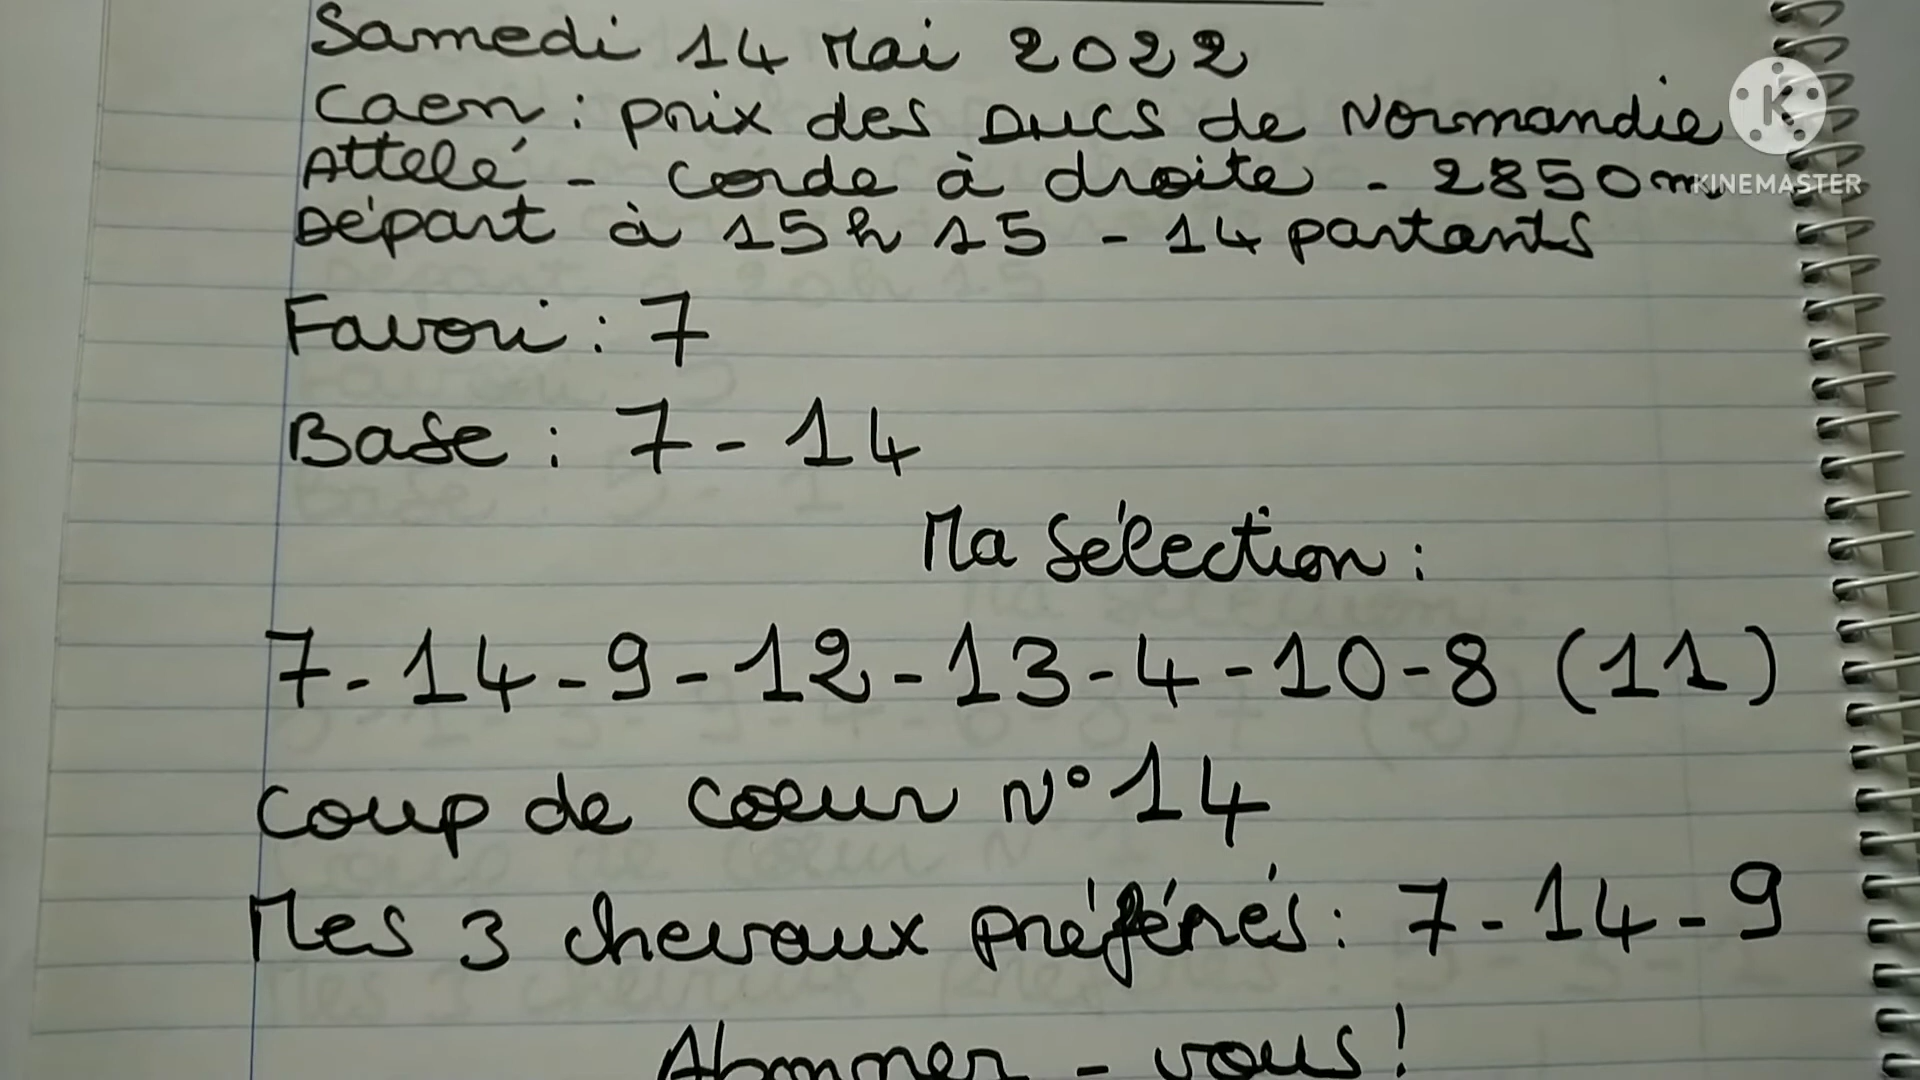 Samedi 14 Mai 2022
Caen : prix des Ducs de Normandie
Attelé - corde à droite - 2850m
Départ à 15h15 - 14 partants
Favori : 7
Base : 7 - 14
Ma Sélection :
7 - 14 - 9 - 12 - 13 - 4 - 10 - 8 (11)
Coup de coeur N° 14
Mes 3 chevaux préférés : 7 - 14 - 9
Abonner - vous !
K
KINEMASTER